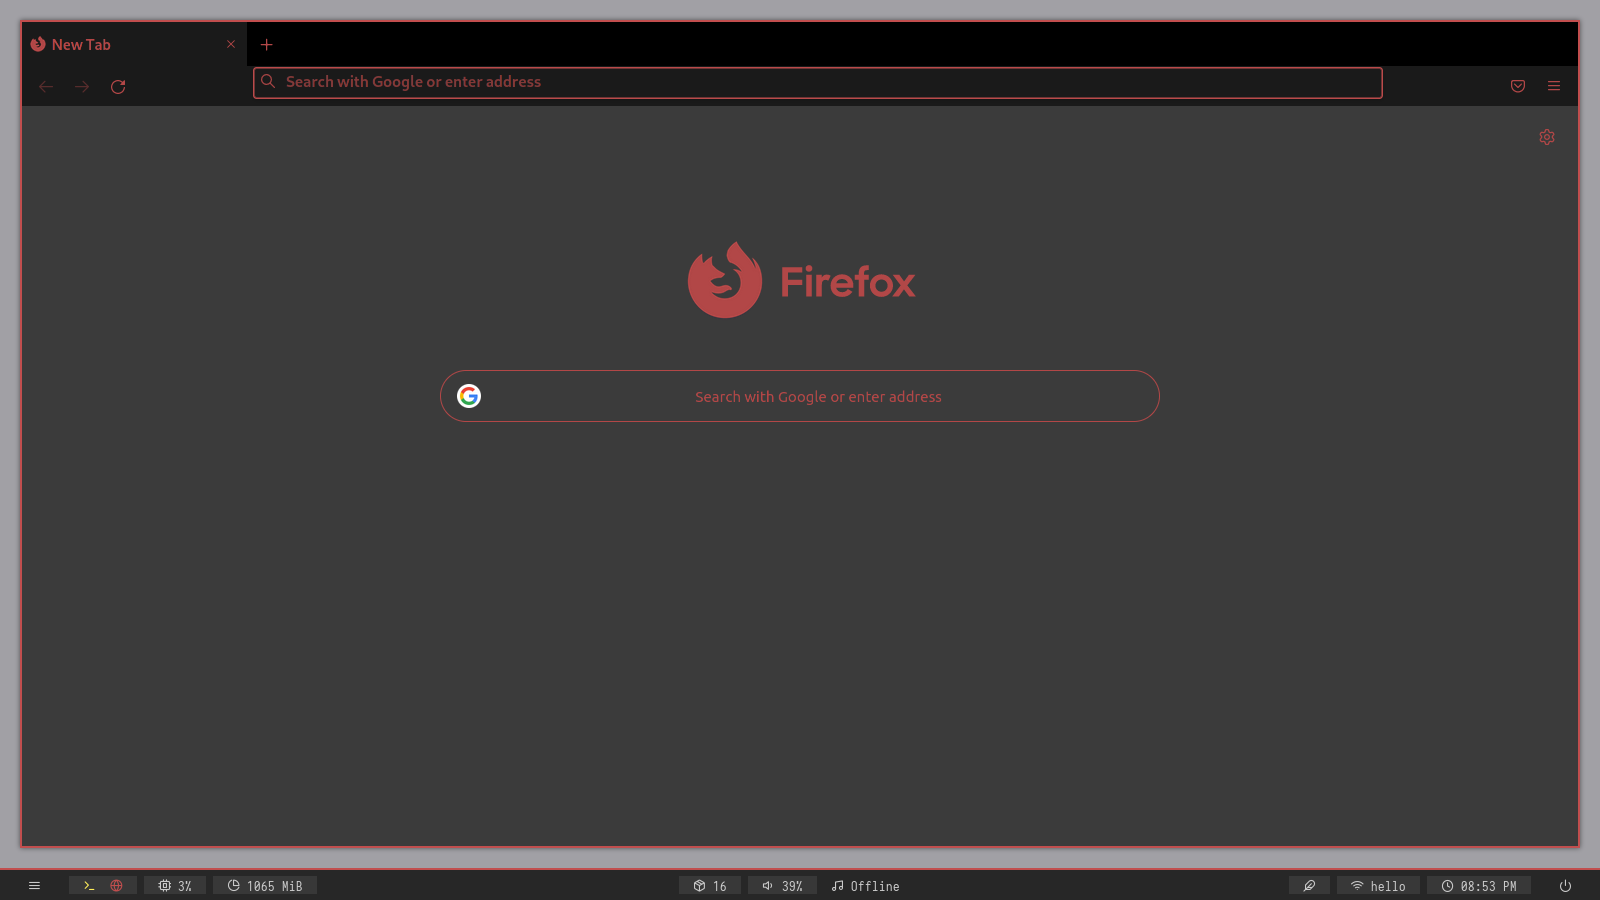 New Tab
Search with Google or enter address
Firefox
Search with Google or enter address
3% 1065 MiB 16 39% Offline hello 08:53 PM